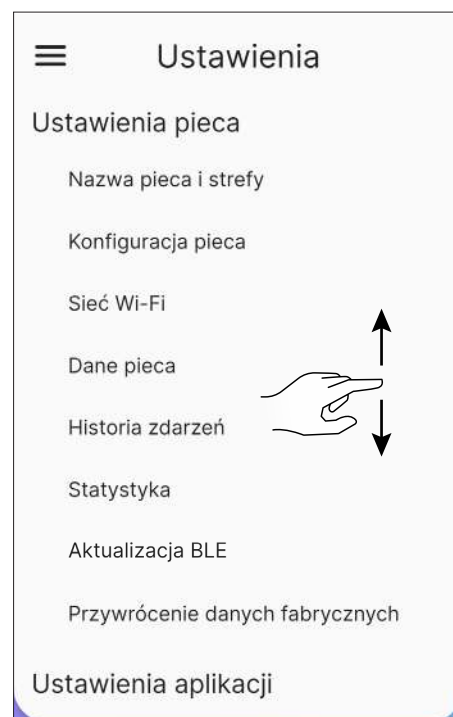 Ustawienia
Ustawienia pieca
Nazwa pieca i strefy
Konfiguracja pieca
Sieć Wi-Fi
Dane pieca
Historia zdarzeń
Statystyka
Aktualizacja BLE
Przywrócenie danych fabrycznych
Ustawienia aplikacji